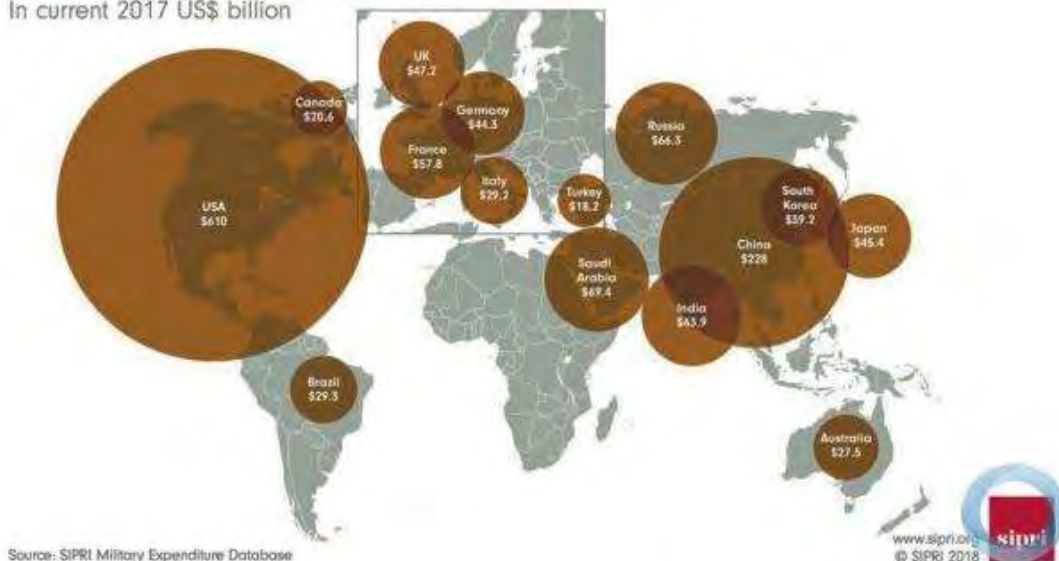 In current 2017 US$ billion
UK
$47.2
Canada
$20.6
Germany
$44.3
Russia
$66.3
France
$57.8
Italy
$29.2
Turkey
$18.2
USA
$610
South
Korea
$39.2
Japan
$45.4
China
$228
Saudi
Arabia
$69.4
India
$63.9
Brazil
$29.3
Australia
$27.5
Source: SIPRI Military Expenditure Database
www.sipri.org
© SIPRI 2018
sipri